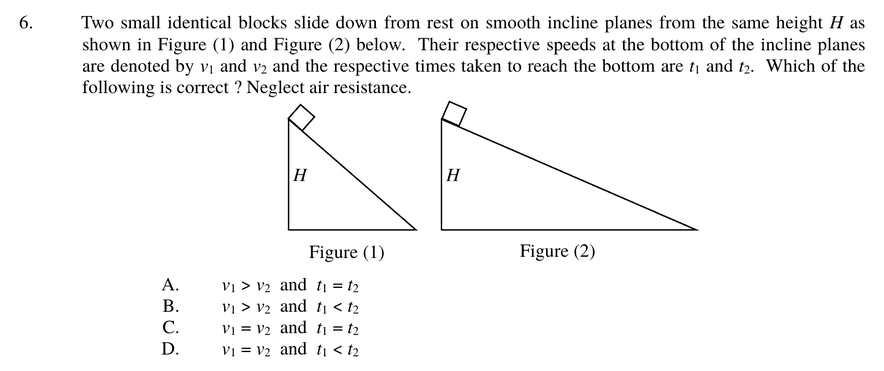 6. Two small identical blocks slide down from rest on smooth incline planes from the same height H as
shown in Figure (1) and Figure (2) below. Their respective speeds at the bottom of the incline planes
are denoted by v₁ and v₂ and the respective times taken to reach the bottom are t₁ and t₂. Which of the
following is correct ? Neglect air resistance.
H
H
Figure (1)
Figure (2)
A. v₁ > v₂ and t₁ = t₂
B. v₁ > v₂ and t₁ < t₂
C. v₁ = v₂ and t₁ = t₂
D. v₁ = v₂ and t₁ < t₂